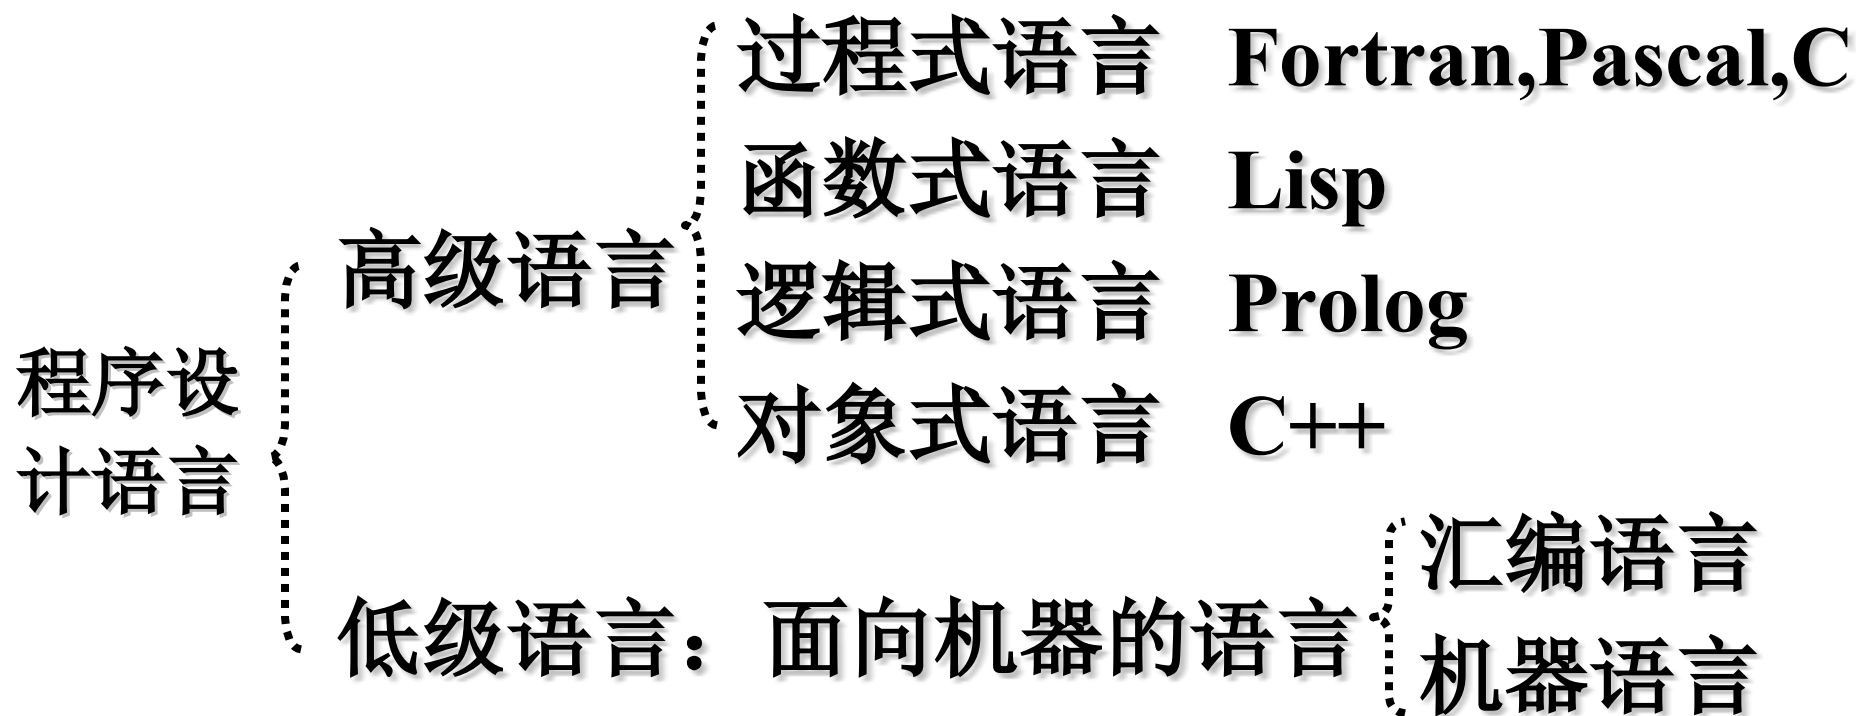 过程式语言 Fortran,Pascal,C
函数式语言 Lisp
高级语言
逻辑式语言 Prolog
程序设
计语言
对象式语言 C++
汇编语言
低级语言：面向机器的语言
机器语言